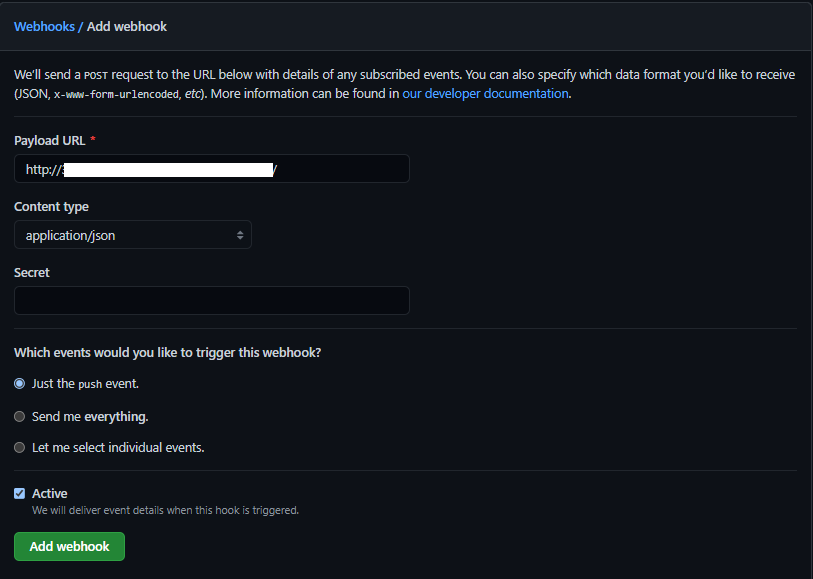 Webhooks / Add webhook
We'll send a POST request to the URL below with details of any subscribed events. You can also specify which data format you'd like to receive
(JSON, x-www-form-urlencoded, etc). More information can be found in our developer documentation.
Payload URL *
http:// /
Content type
application/json
Secret
Which events would you like to trigger this webhook?
Just the push event.
Send me everything.
Let me select individual events.
Active
We will deliver event details when this hook is triggered.
Add webhook